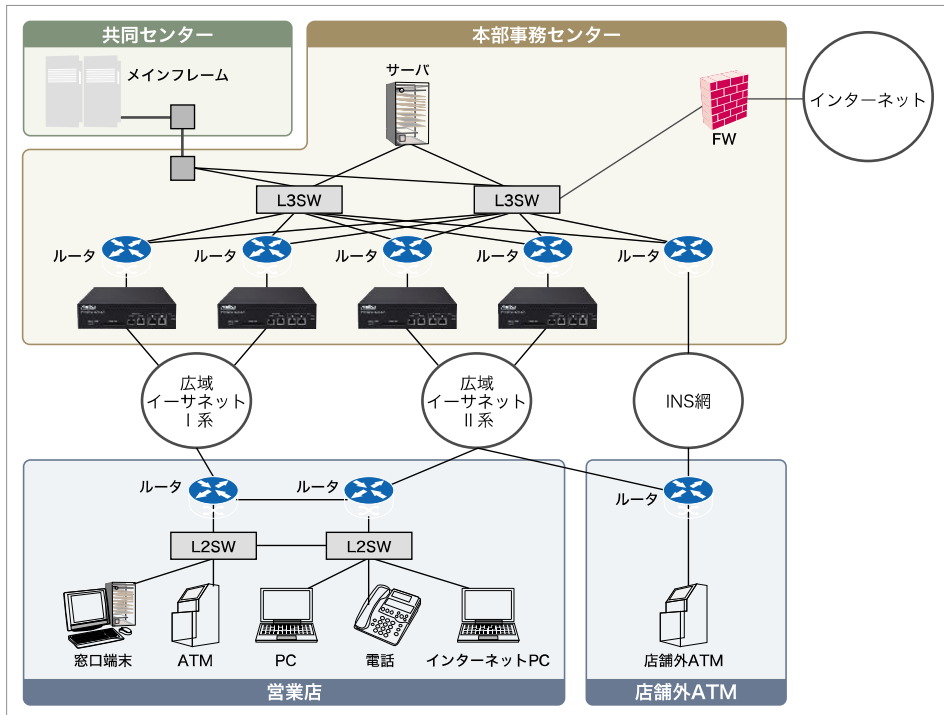 共同センター
本部事務センター
メインフレーム
サーバ
FW
インターネット
L3SW
L3SW
ルータ
ルータ
ルータ
ルータ
ルータ
広域
イーサネット
Ⅰ系
広域
イーサネット
Ⅱ系
INS網
ルータ
ルータ
ルータ
L2SW
L2SW
窓口端末
ATM
PC
電話
インターネットPC
店舗外ATM
営業店
店舗外ATM